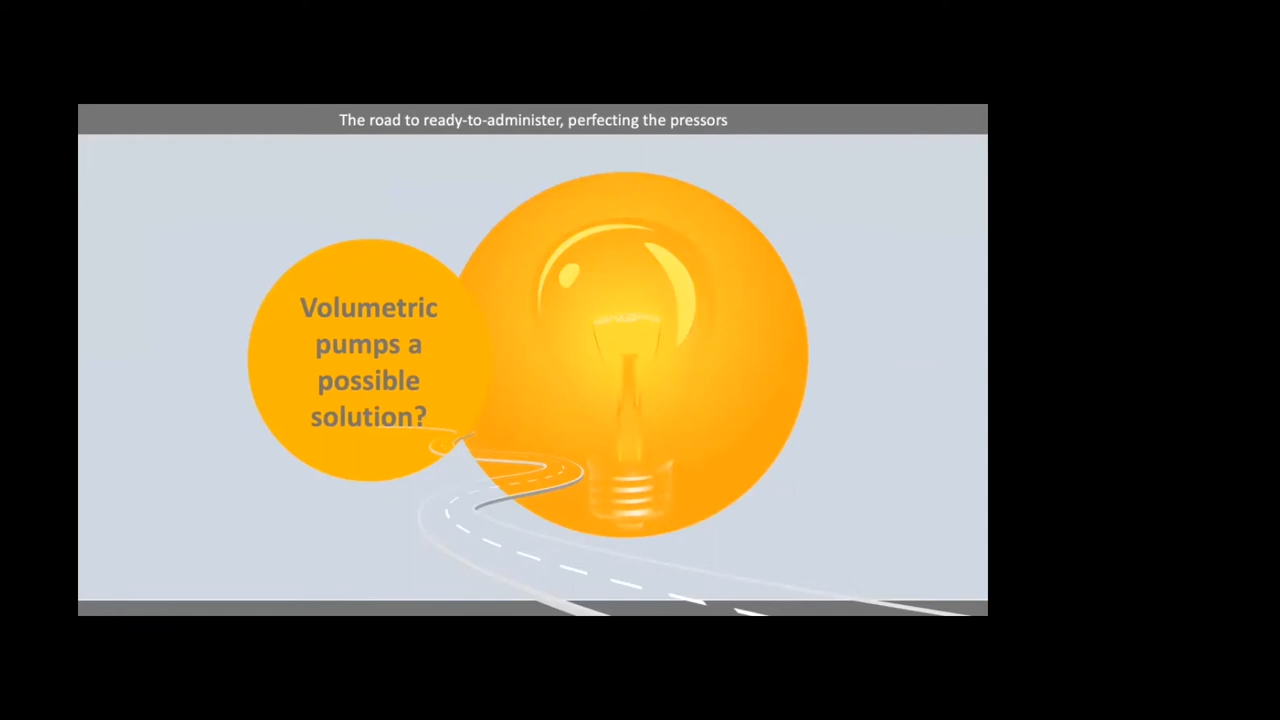 The road to ready-to-administer, perfecting the pressors
Volumetric
pumps a
possible
solution?